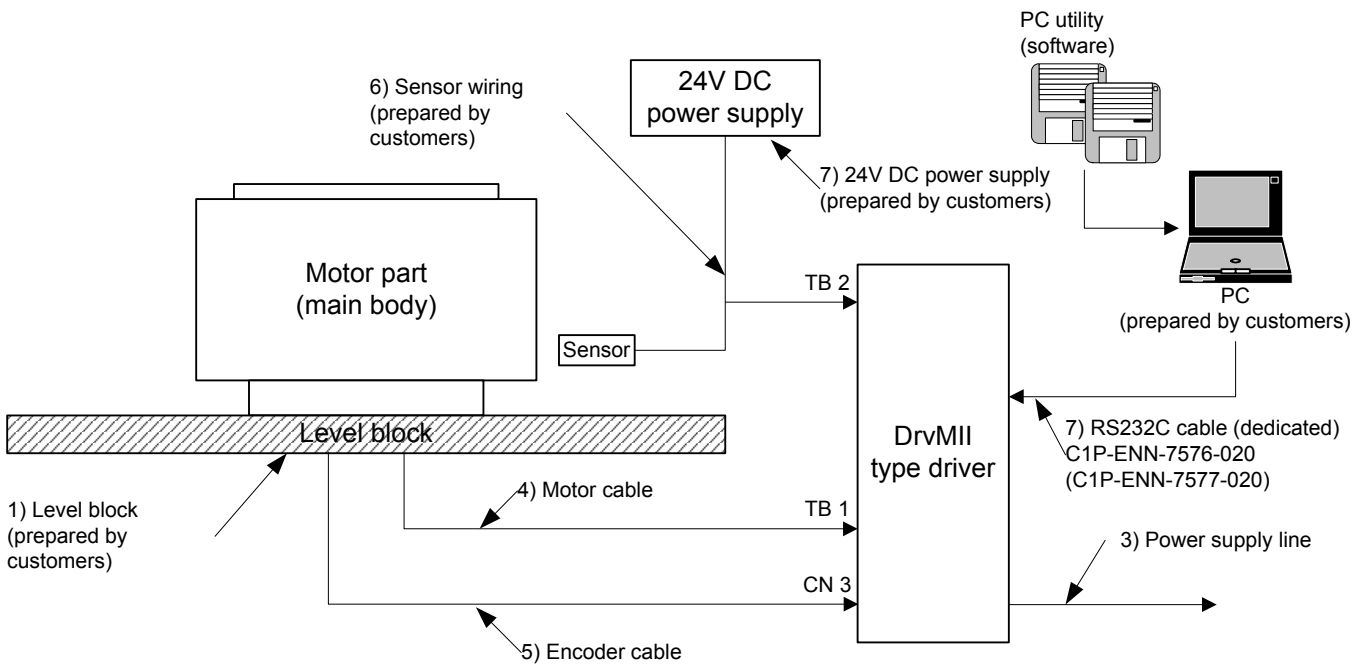 PC utility
(software)
6) Sensor wiring
(prepared by
customers)
24V DC
power supply
7) 24V DC power supply
(prepared by customers)
Motor part
(main body)
TB 2
PC
(prepared by customers)
Sensor
Level block
DrvMII
type driver
7) RS232C cable (dedicated)
C1P-ENN-7576-020
(C1P-ENN-7577-020)
1) Level block
(prepared by
customers)
4) Motor cable
TB 1
3) Power supply line
CN 3
5) Encoder cable